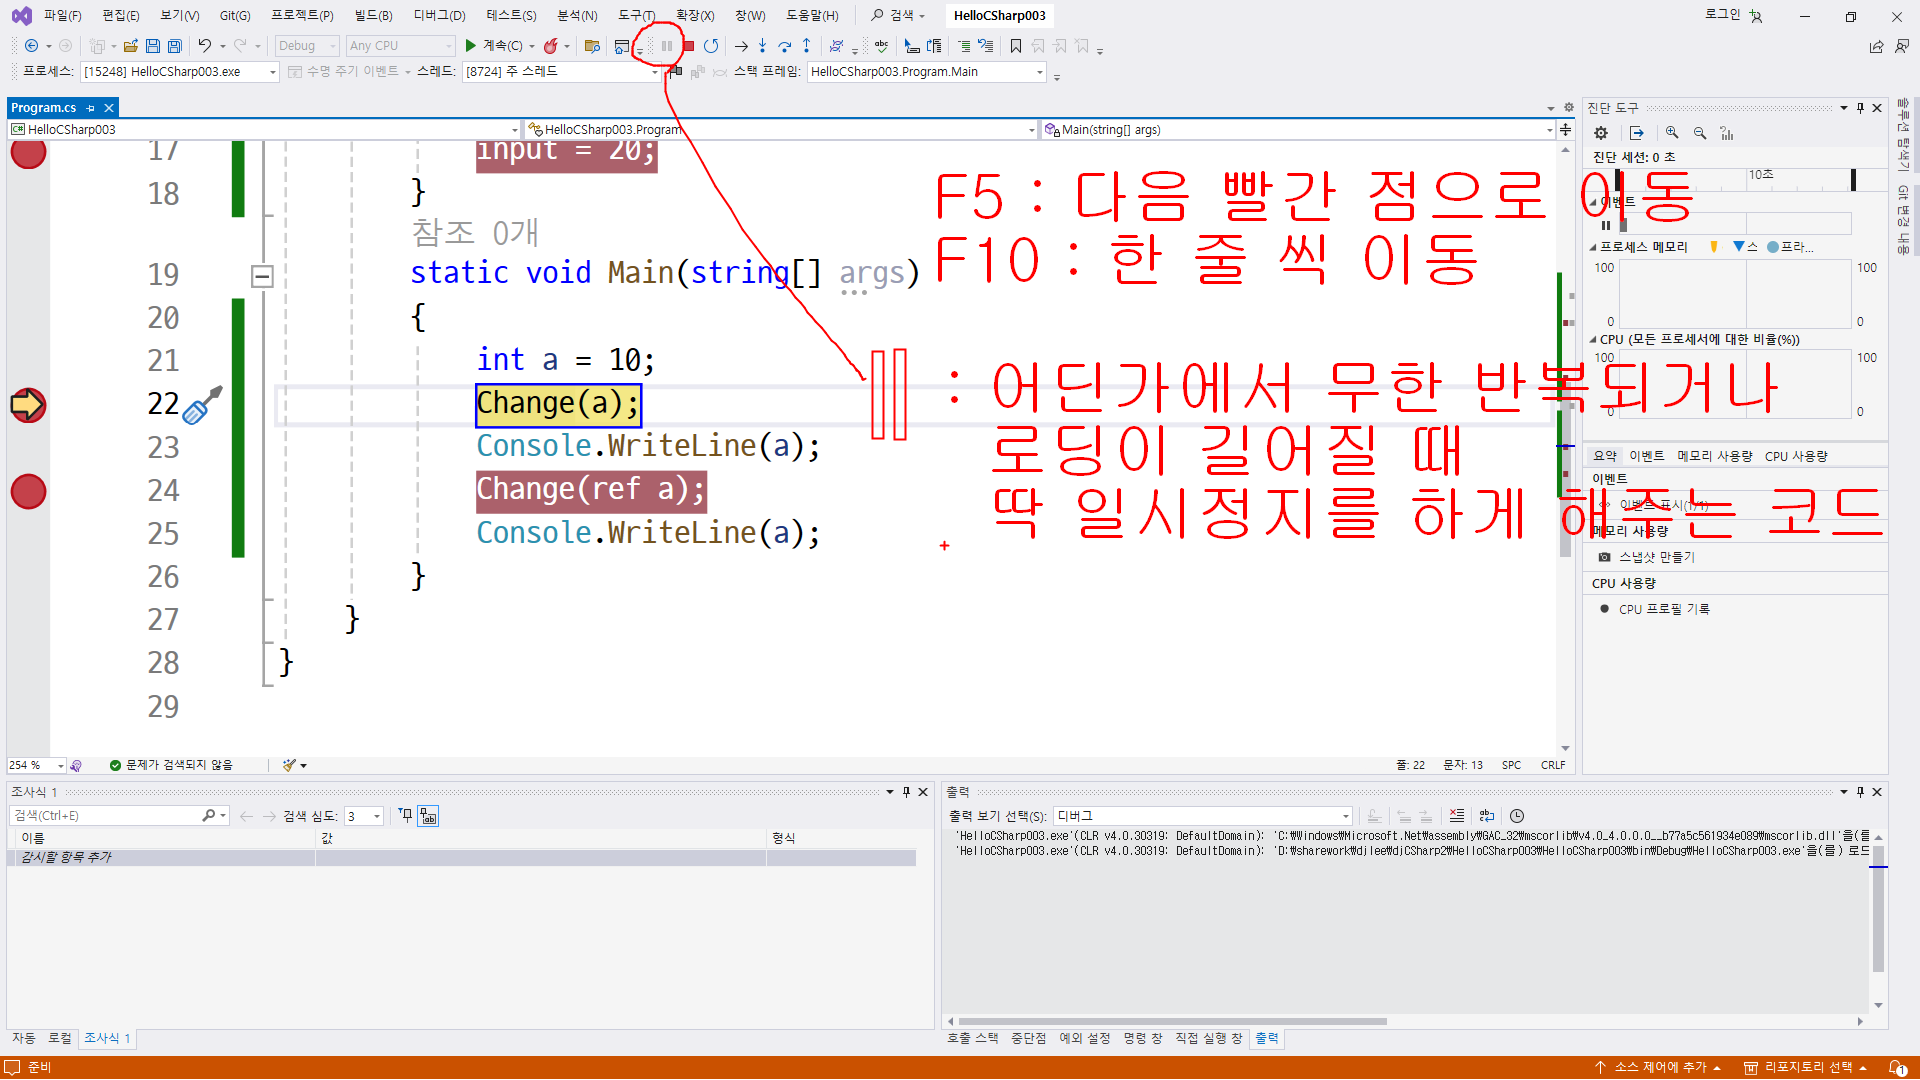 파일(F) 편집(E) 보기(V) Git(G) 프로젝트(P) 빌드(B) 디버그(D) 테스트(S) 분석(N) 도구(T) 확장(X) 창(W) 도움말(H) 검색 HelloCSharp003 로그인
Debug Any CPU 계속(C)
프로세스: [15248] HelloCSharp003.exe 수명 주기 이벤트 스레드: [8724] 주 스레드 스택 프레임: HelloCSharp003.Program.Main
Program.cs
HelloCSharp003 HelloCSharp003.Program Main(string[] args)
17 input = 20;
18 }
참조 0개
19 static void Main(string[] args)
20 {
21 int a = 10;
22 Change(a);
23 Console.WriteLine(a);
24 Change(ref a);
25 Console.WriteLine(a);
26 }
27 }
28 }
29
F5 : 다음 빨간 점으로 이동
F10 : 한 줄 씩 이동
: 어딘가에서 무한 반복되거나
로딩이 길어질 때
딱 일시정지를 하게 해주는 코드
진단 도구
진단 세션: 0 초
10초
이벤트
프로세스 메모리 스 프라...
100 100
0 0
CPU (모든 프로세서에 대한 비율(%))
100 100
0 0
요약 이벤트 메모리 사용량 CPU 사용량
이벤트
이벤트 표시(1/1)
메모리 사용량
스냅샷 만들기
CPU 사용량
CPU 프로필 기록
솔루션 탐색기
Git 변경 내용
254 % 문제가 검색되지 않음 줄: 22 문자: 13 SPC CRLF
조사식 1
검색(Ctrl+E) 검색 심도: 3
이름 값 형식
감시할 항목 추가
자동 로컬 조사식 1
출력
출력 보기 선택(S): 디버그
'HelloCSharp003.exe'(CLR v4.0.30319: DefaultDomain): 'C:₩Windows₩Microsoft.Net₩assembly₩GAC_32₩mscorlib₩v4.0_4.0.0.0__b77a5c561934e089₩mscorlib.dll'을(를
'HelloCSharp003.exe'(CLR v4.0.30319: DefaultDomain): 'D:₩sharework₩djlee₩djCSharp2₩HelloCSharp003₩HelloCSharp003₩bin₩Debug₩HelloCSharp003.exe'을(를) 로드
호출 스택 중단점 예외 설정 명령 창 직접 실행 창 출력
준비 소스 제어에 추가 리포지토리 선택 1